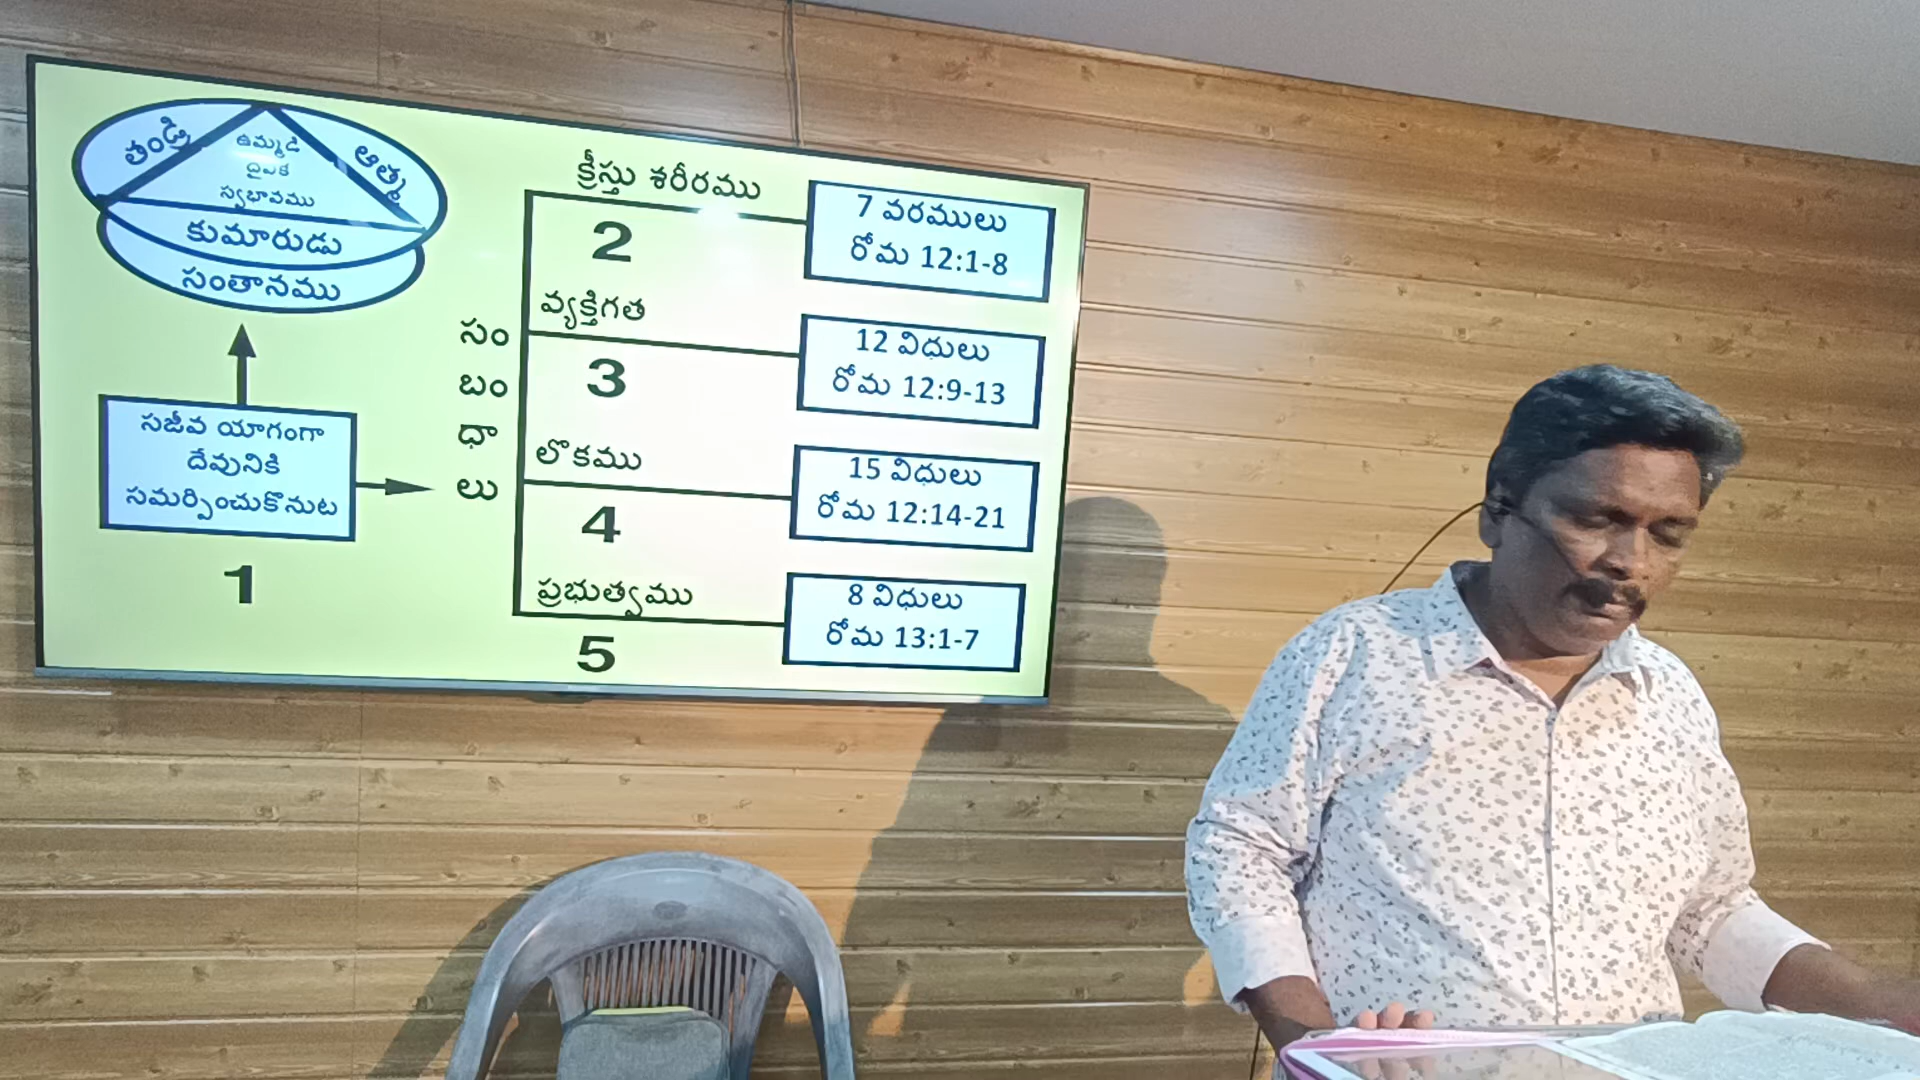 తండ్రి
ఆత్మ
ఉమ్మడి
దైవిక
స్వభావము
కుమారుడు
సంతానము
సజీవ యాగంగా
దేవునికి
సమర్పించుకొనుట
1
సం
బం
ధా
లు
క్రీస్తు శరీరము
2
7 వరములు
రోమ 12:1-8
వ్యక్తిగత
3
12 విధులు
రోమ 12:9-13
లొకము
4
15 విధులు
రోమ 12:14-21
ప్రభుత్వము
5
8 విధులు
రోమ 13:1-7